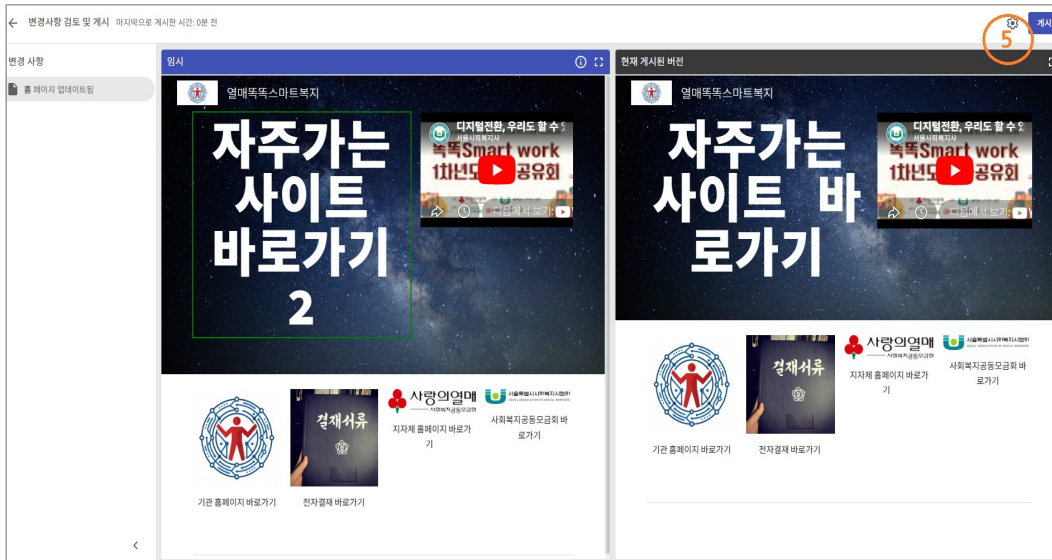 변경사항 검토 및 게시 마지막으로 게시한 시간: 0분 전
5
게시
변경 사항
홈 페이지 업데이트됨
임시
열매똑똑스마트복지
자주가는
사이트
바로가기
2
디지털전환, 우리도 할 수 있
서울사회복지사
똑똑Smart work
1차년도 공유회
다음에서 보기:
결재서류
사랑의열매
사회복지공동모금회
기관 홈페이지 바로가기
전자결재 바로가기
지자체 홈페이지 바로가
기
사회복지공동모금회 바
로가기
현재 게시된 버전
열매똑똑스마트복지
자주가는
사이트 바
로가기
디지털전환, 우리도 할 수 있
서울사회복지사
똑똑Smart work
1차년도 공유회
다음에서 보기:
결재서류
사랑의열매
사회복지공동모금회
기관 홈페이지 바로가기
전자결재 바로가기
지자체 홈페이지 바로가
기
사회복지공동모금회 바
로가기